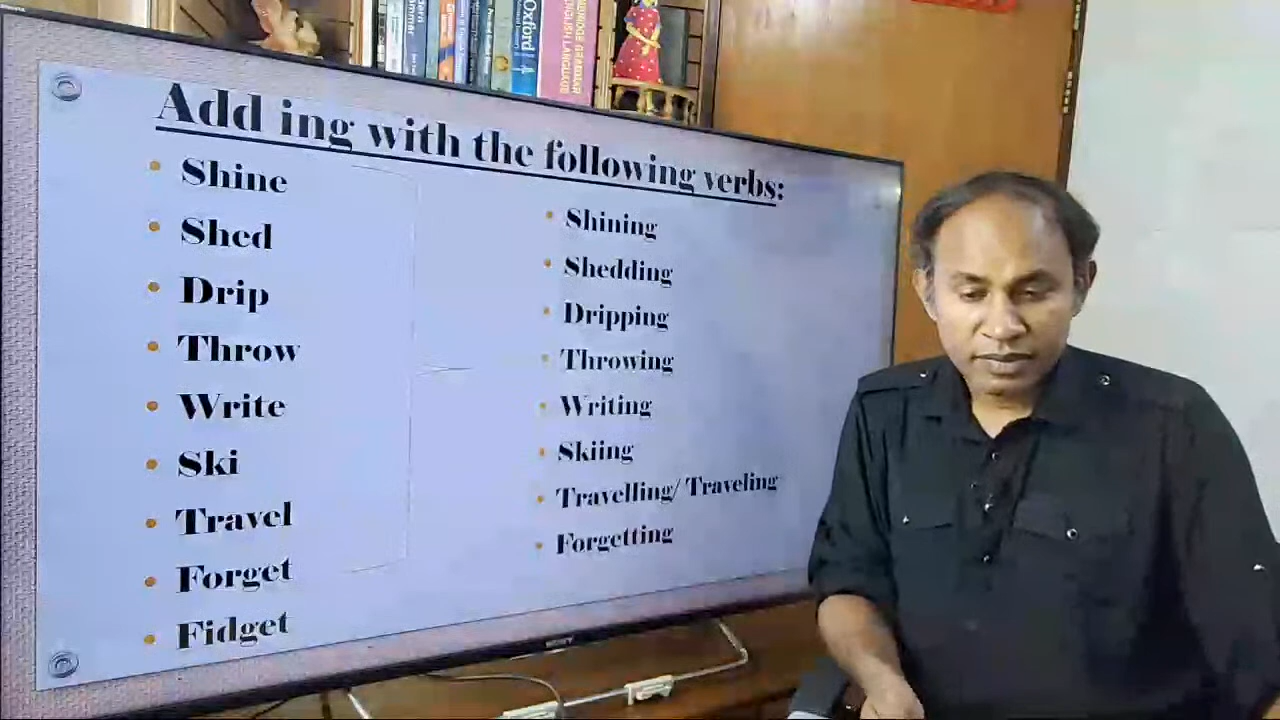 Oxford
Add ing with the following verbs:
Shine
Shed
Drip
Throw
Write
Ski
Travel
Forget
Fidget
Shining
Shedding
Dripping
Throwing
Writing
Skiing
Travelling/ Traveling
Forgetting
SONY